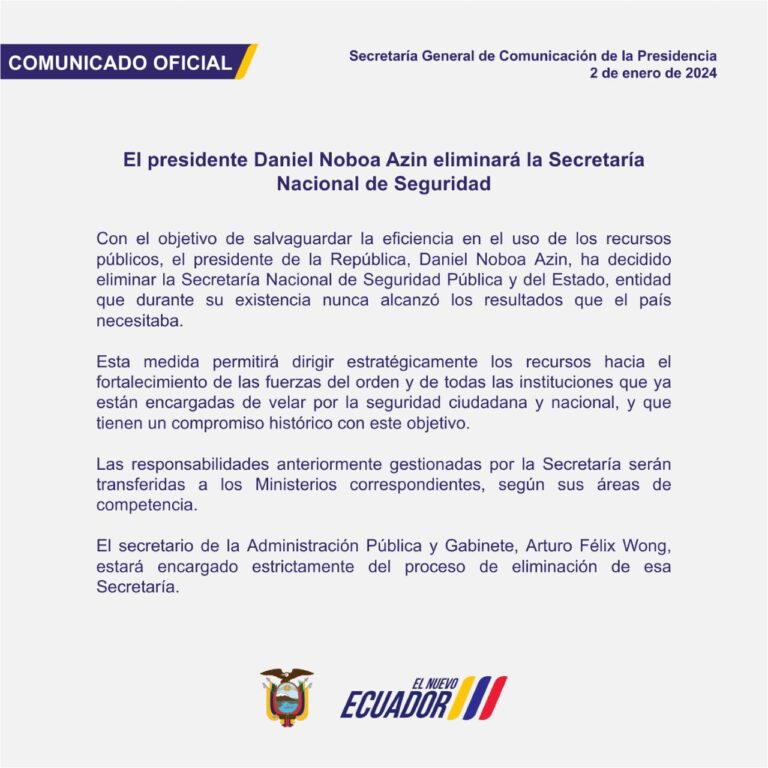 COMUNICADO OFICIAL
Secretaría General de Comunicación de la Presidencia
2 de enero de 2024
El presidente Daniel Noboa Azin eliminará la Secretaría
Nacional de Seguridad
Con el objetivo de salvaguardar la eficiencia en el uso de los recursos
públicos, el presidente de la República, Daniel Noboa Azin, ha decidido
eliminar la Secretaría Nacional de Seguridad Pública y del Estado, entidad
que durante su existencia nunca alcanzó los resultados que el país
necesitaba.
Esta medida permitirá dirigir estratégicamente los recursos hacia el
fortalecimiento de las fuerzas del orden y de todas las instituciones que ya
están encargadas de velar por la seguridad ciudadana y nacional, y que
tienen un compromiso histórico con este objetivo.
Las responsabilidades anteriormente gestionadas por la Secretaría serán
transferidas a los Ministerios correspondientes, según sus áreas de
competencia.
El secretario de la Administración Pública y Gabinete, Arturo Félix Wong,
estará encargado estrictamente del proceso de eliminación de esa
Secretaría.
EL NUEVO
ECUADOR